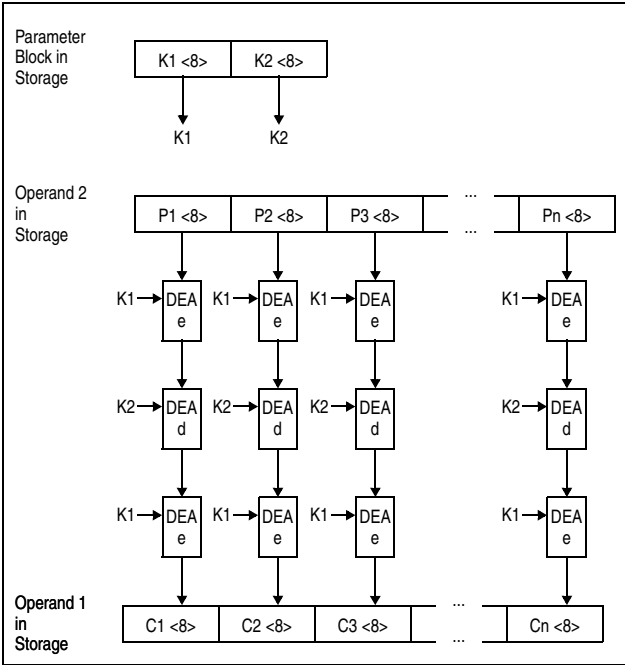 Parameter
Block in
Storage
K1 <8> K2 <8>
K1 K2
Operand 2
in
Storage
...
P1 <8> P2 <8> P3 <8> Pn <8>
...
K1 DEA K1 DEA K1 DEA K1 DEA
e e e e
K2 DEA K2 DEA K2 DEA K2 DEA
d d d d
K1 DEA K1 DEA K1 DEA K1 DEA
e e e e
Operand 1
in
Storage
...
C1 <8> C2 <8> C3 <8> Cn <8>
...